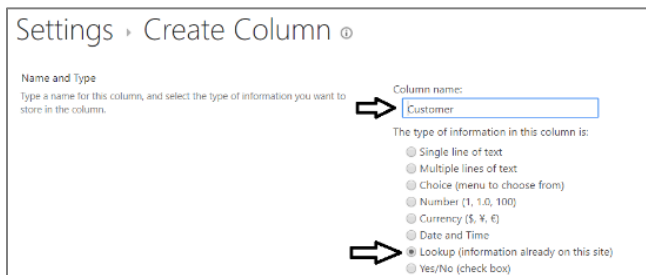 Settings › Create Column
Name and Type
Type a name for this column, and select the type of information you want to
store in the column.
Column name:
Customer
The type of information in this column is:
Single line of text
Multiple lines of text
Choice (menu to choose from)
Number (1, 1.0, 100)
Currency ($, ¥, €)
Date and Time
Lookup (information already on this site)
Yes/No (check box)